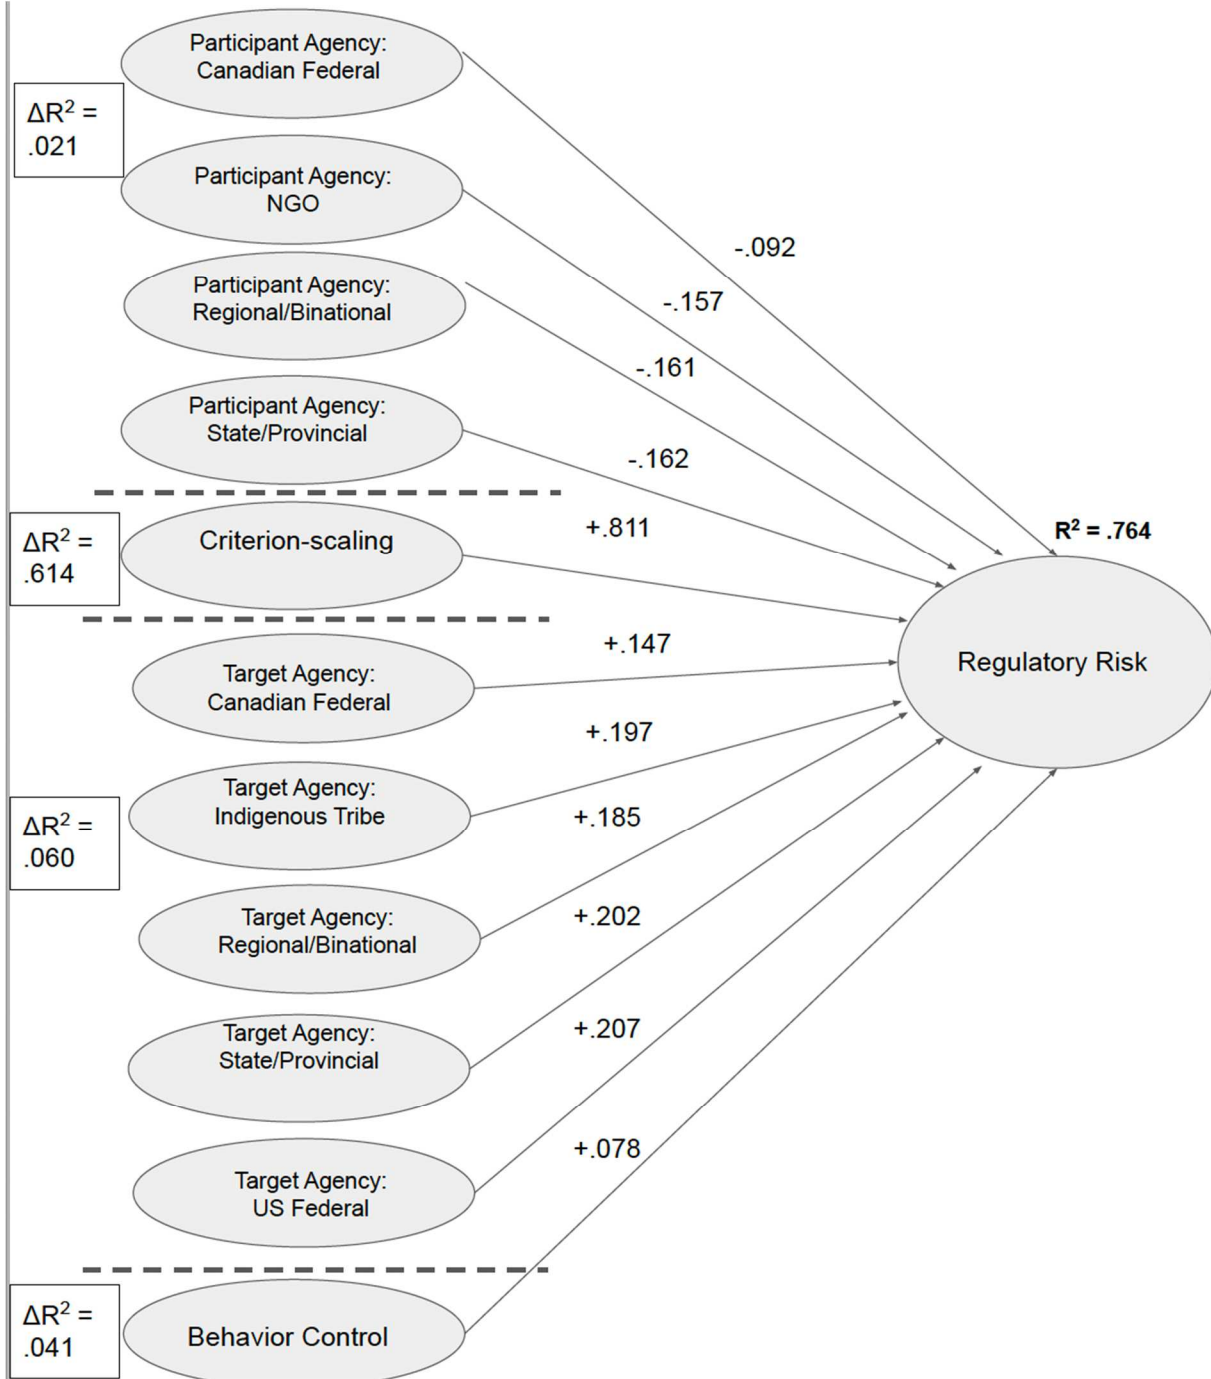 Participant Agency:
Canadian Federal
ΔR² =
.021
Participant Agency:
NGO
-.092
Participant Agency:
Regional/Binational
-.157
-.161
Participant Agency:
State/Provincial
-.162
Criterion-scaling
+.811
R² = .764
ΔR² =
.614
Target Agency:
Canadian Federal
+.147
Regulatory Risk
+.197
Target Agency:
Indigenous Tribe
+.185
ΔR² =
.060
Target Agency:
Regional/Binational
+.202
Target Agency:
State/Provincial
+.207
Target Agency:
US Federal
+.078
ΔR² =
.041
Behavior Control